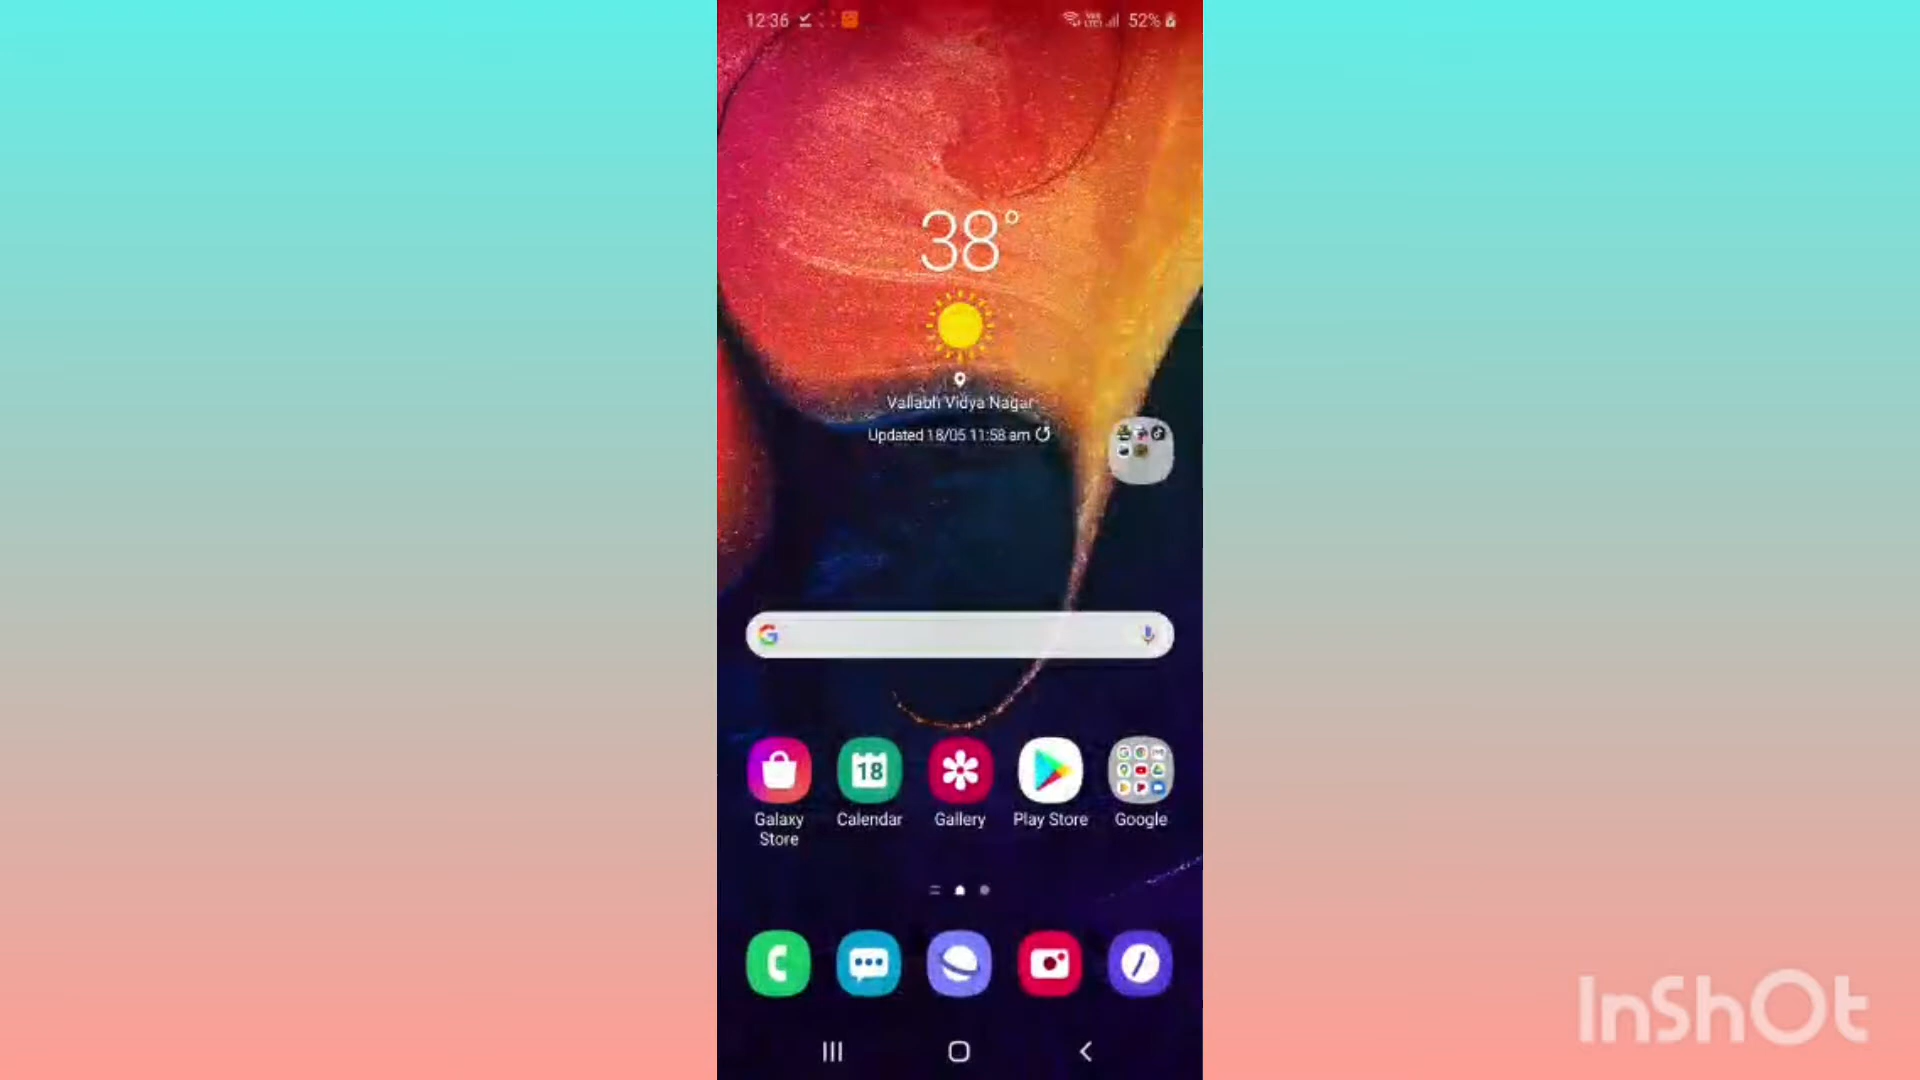 12:36
52%
38°
Vallabh Vidya Nagar
Updated 18/05 11:58 am
18
Galaxy Store
Calendar
Gallery
Play Store
Google
InShOt